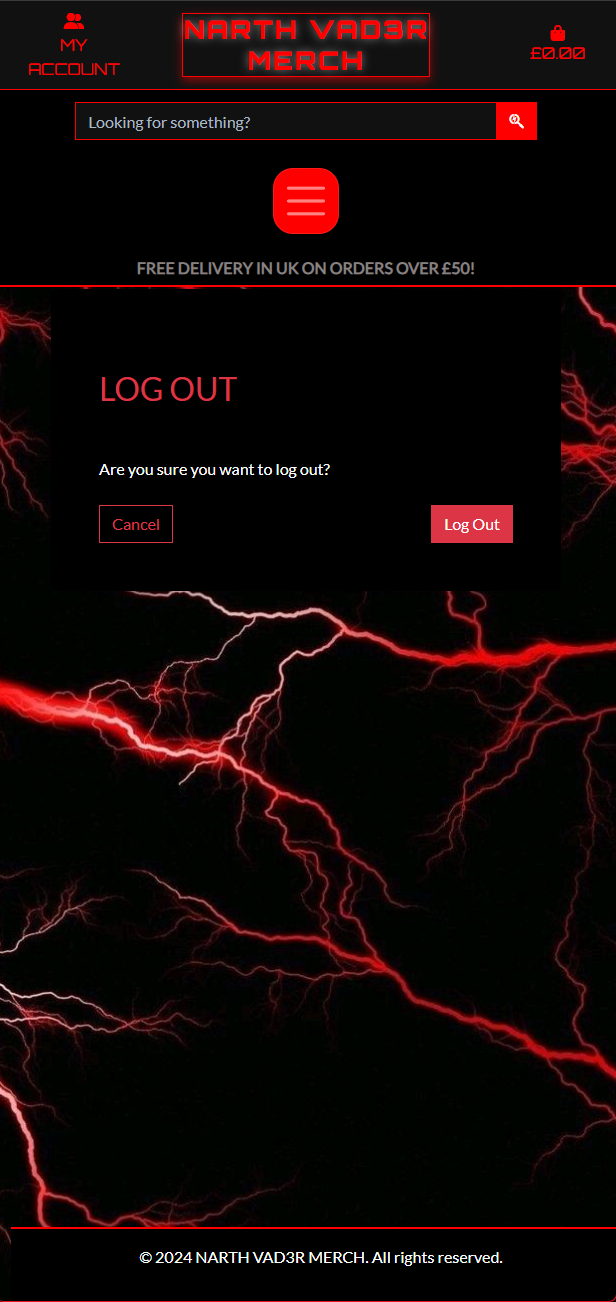 MY
ACCOUNT
NARTH VAD3R
MERCH
£0.00
Looking for something?
FREE DELIVERY IN UK ON ORDERS OVER £50!
LOG OUT
Are you sure you want to log out?
Cancel
Log Out
© 2024 NARTH VAD3R MERCH. All rights reserved.